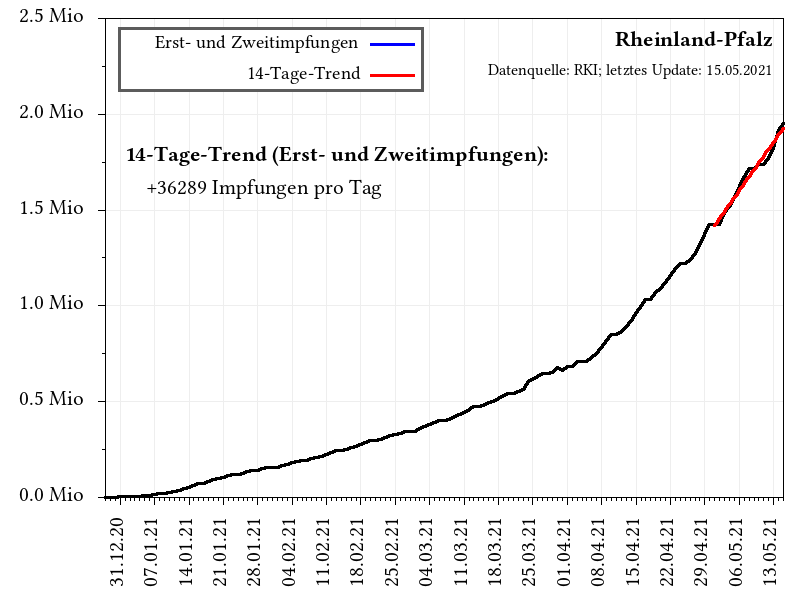 2.5 Mio
Erst- und Zweitimpfungen
14-Tage-Trend
Rheinland-Pfalz
Datenquelle: RKI; letztes Update: 15.05.2021
2.0 Mio
14-Tage-Trend (Erst- und Zweitimpfungen):
+36289 Impfungen pro Tag
1.5 Mio
1.0 Mio
0.5 Mio
0.0 Mio
31.12.20
07.01.21
14.01.21
21.01.21
28.01.21
04.02.21
11.02.21
18.02.21
25.02.21
04.03.21
11.03.21
18.03.21
25.03.21
01.04.21
08.04.21
15.04.21
22.04.21
29.04.21
06.05.21
13.05.21